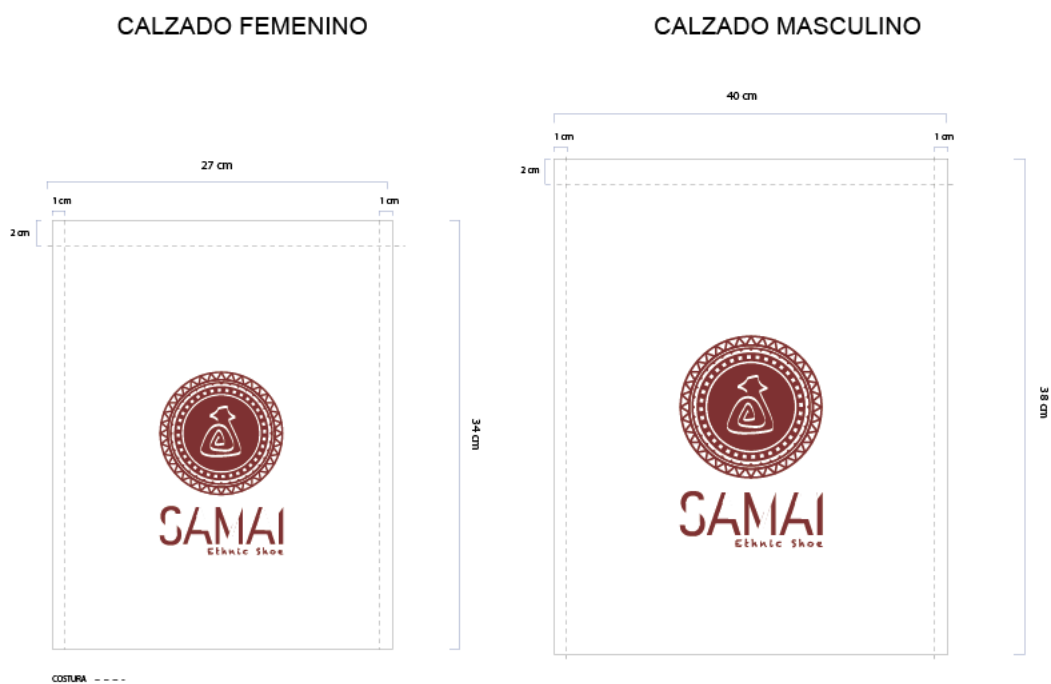 CALZADO FEMENINO
CALZADO MASCULINO
27 cm
1 cm
1 cm
2 cm
34 cm
SAMAI
Ethnic Shoe
COSTURA ----
40 cm
1 cm
1 cm
2 cm
38 cm
SAMAI
Ethnic Shoe